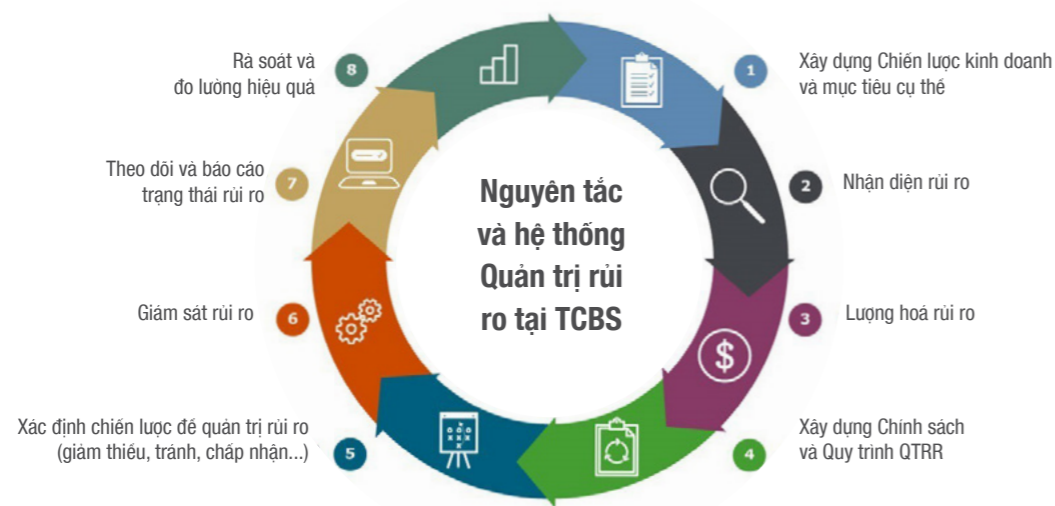 Nguyên tắc
và hệ thống
Quản trị rủi
ro tại TCBS
1
Xây dựng Chiến lược kinh doanh
và mục tiêu cụ thể
2
Nhận diện rủi ro
3
Lượng hoá rủi ro
4
Xây dựng Chính sách
và Quy trình QTRR
5
Xác định chiến lược để quản trị rủi ro
(giảm thiểu, tránh, chấp nhận...)
6
Giám sát rủi ro
7
Theo dõi và báo cáo
trạng thái rủi ro
8
Rà soát và
đo lường hiệu quả
$